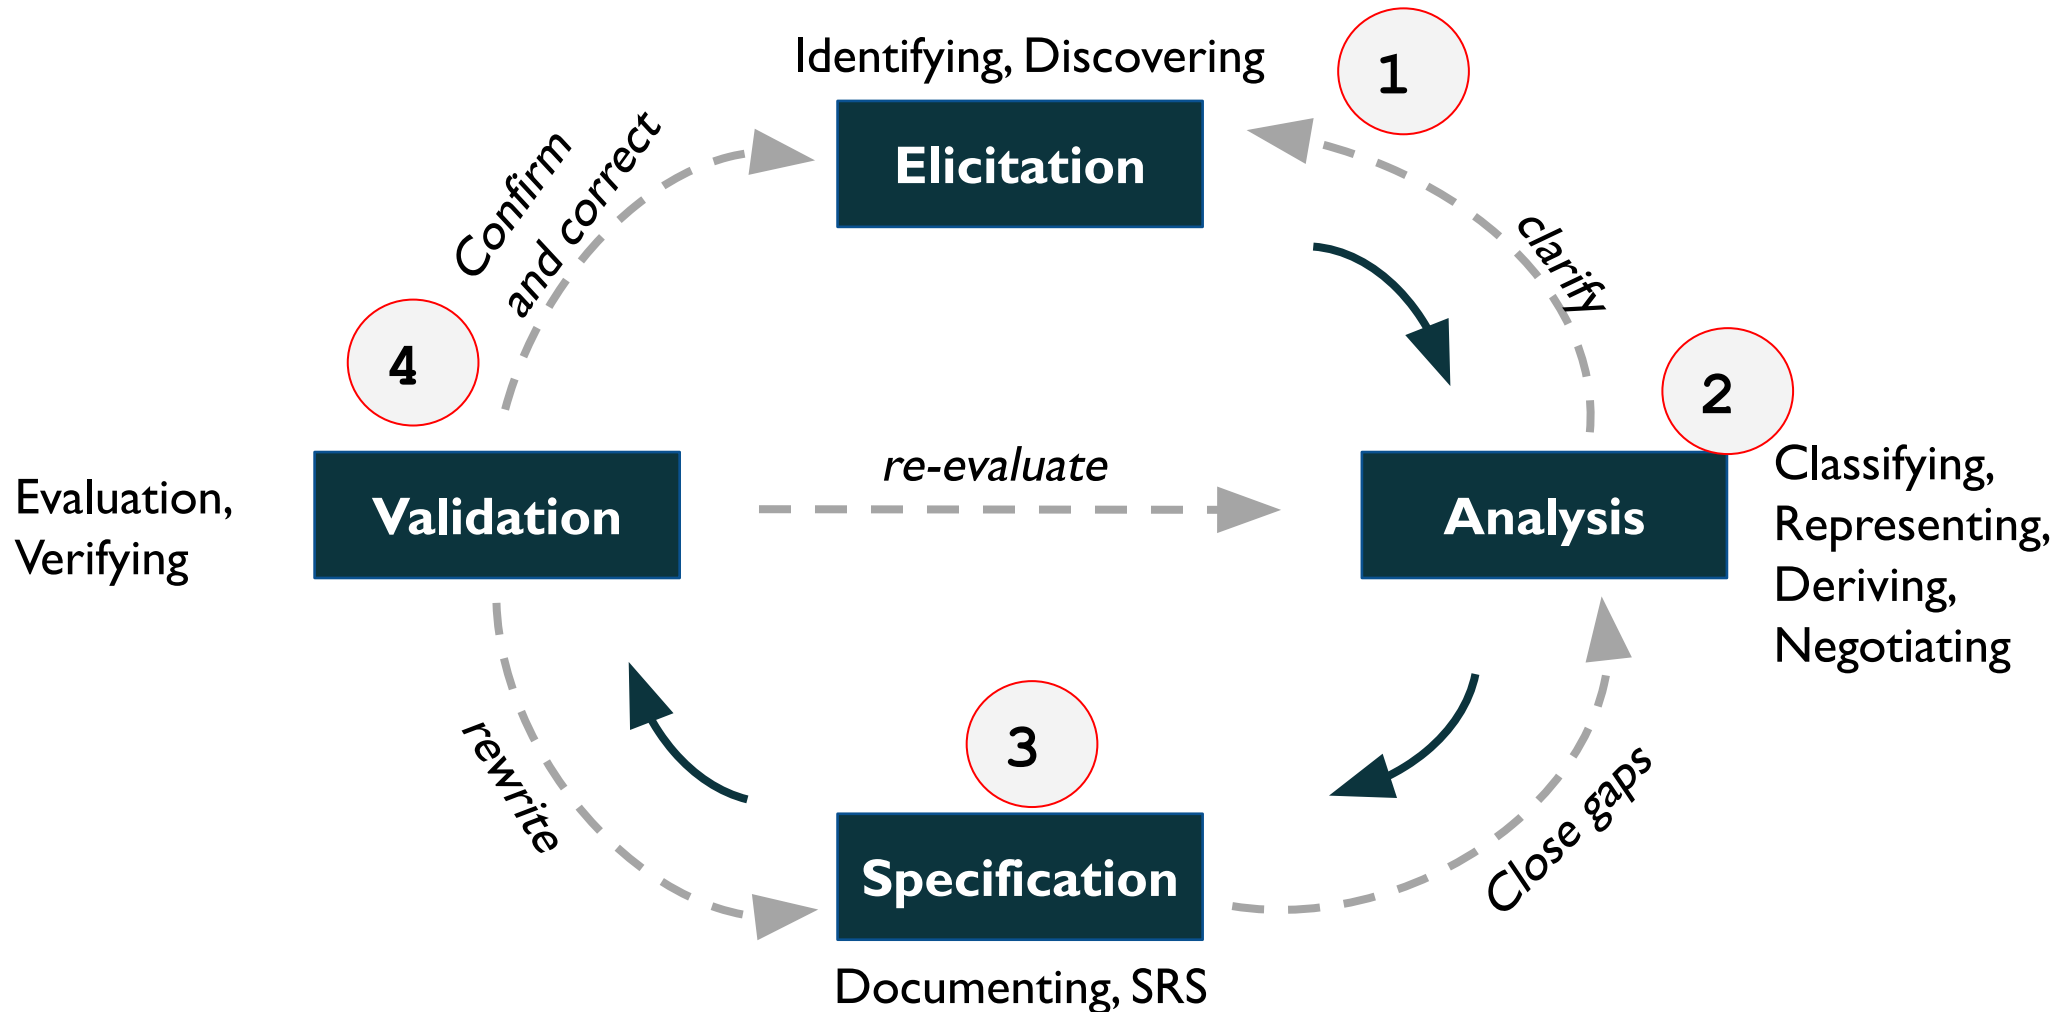 Identifying, Discovering
1
Elicitation
Confirm
and correct
clarify
4
2
re-evaluate
Evaluation,
Verifying
Validation
Analysis
Classifying,
Representing,
Deriving,
Negotiating
3
rewrite
Close gaps
Specification
Documenting, SRS